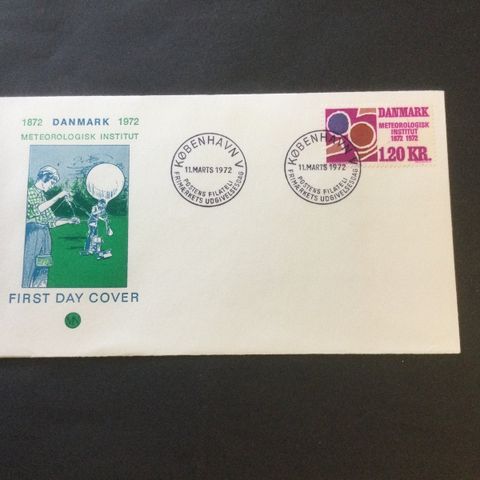 1872 DANMARK 1972
METEOROLOGISK INSTITUT
FIRST DAY COVER
KØBENHAVN V
11.MARTS 1972
POSTENS FILATELI
FRIMÆRKETS UDGIVELSESDAG
KØBENHAVN V
11.MARTS 1972
POSTENS FILATELI
FRIMÆRKETS UDGIVELSESDAG
DANMARK
METEOROLOGISK
INSTITUT
1872 1972
1.20 KR.